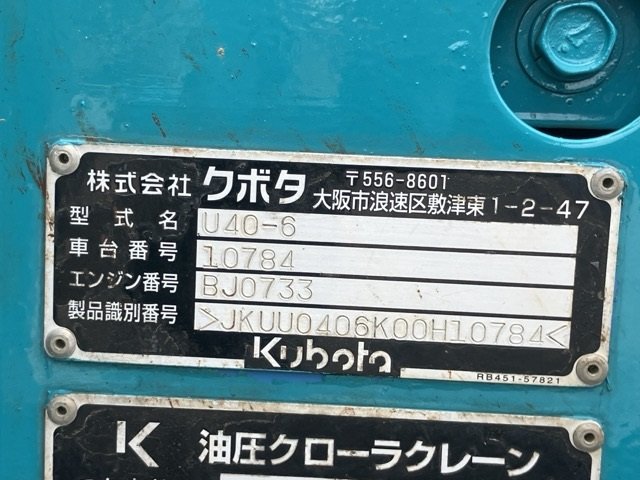 株式会社 クボタ 〒556-8601
大阪市浪速区敷津東1-2-47
型式名 U40-6
車台番号 10784
エンジン番号 BJ0733
製品識別番号 >JKUU0406K00H10784<
Kubota
RB451-57821
K 油圧クローラクレーン